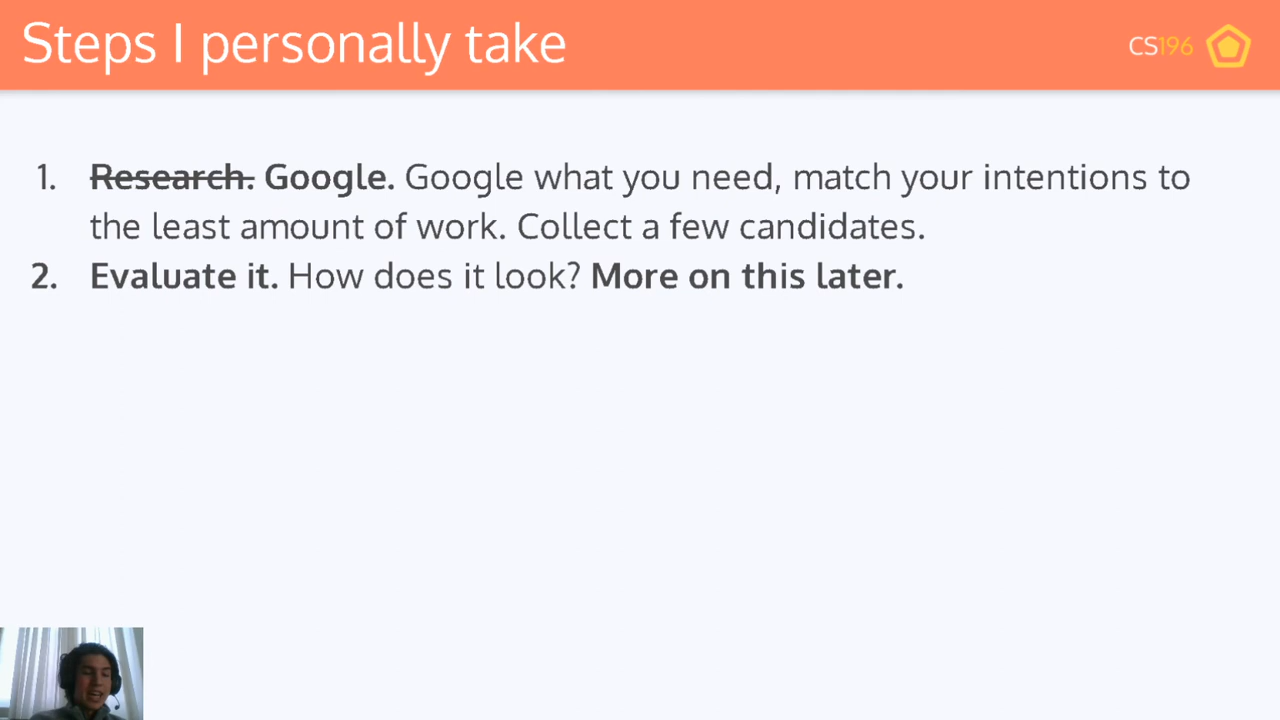 Steps I personally take
CS196
1. Research. Google. Google what you need, match your intentions to
the least amount of work. Collect a few candidates.
2. Evaluate it. How does it look? More on this later.